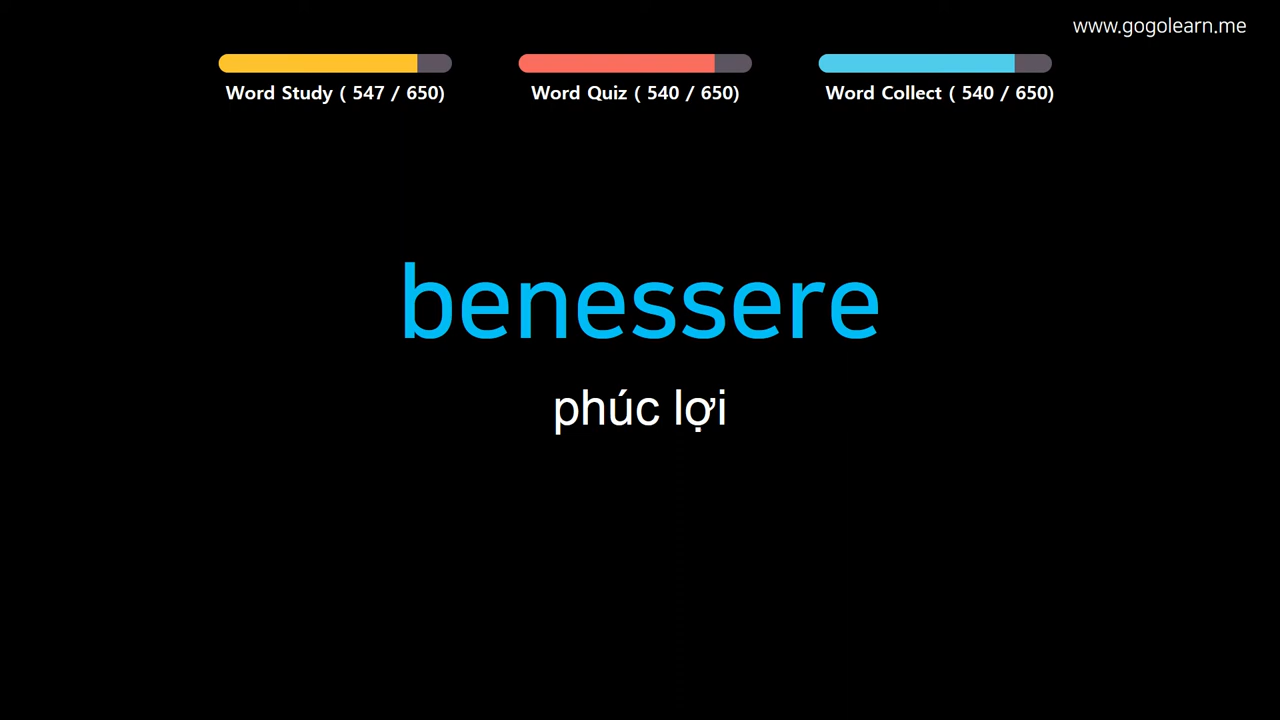 www.gogolearn.me
Word Study ( 547 / 650)
Word Quiz ( 540 / 650)
Word Collect ( 540 / 650)
benessere
phúc lợi